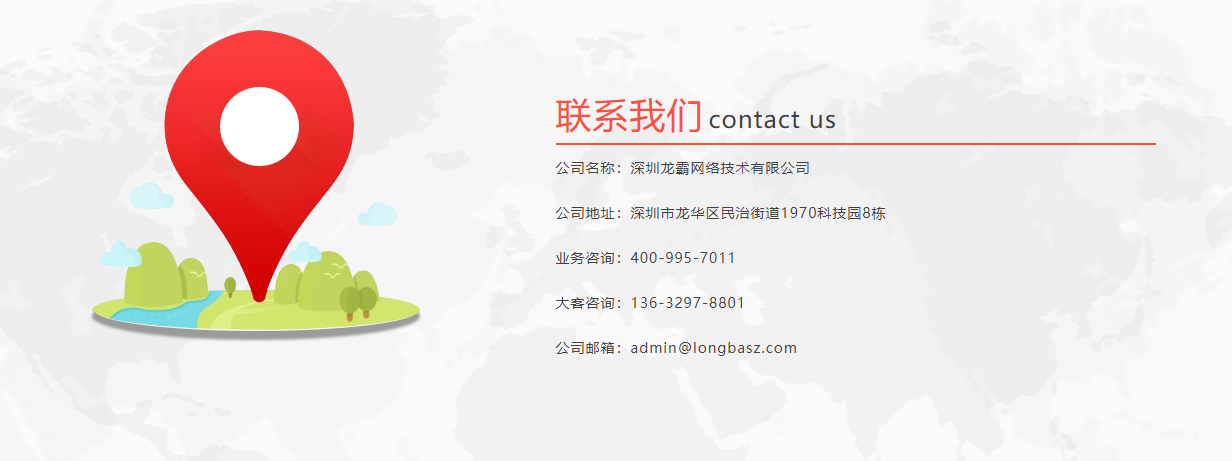 联系我们 contact us
公司名称：深圳龙霸网络技术有限公司
公司地址：深圳市龙华区民治街道1970科技园8栋
业务咨询：400-995-7011
大客咨询：136-3297-8801
公司邮箱：admin@longbasz.com